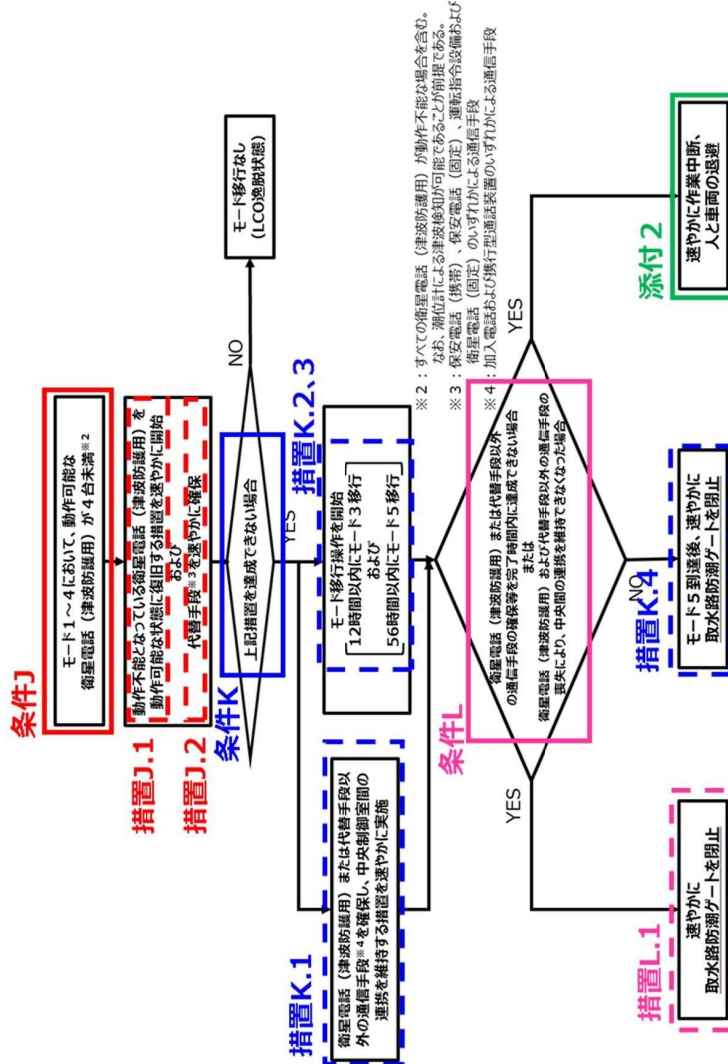 条件J
モード1~4において、動作可能な
衛星電話(津波防護用)が4台未満※2
措置J.1
動作不能となっている衛星電話(津波防護用)を
動作可能な状態に復旧する措置を速やかに開始
および
措置J.2
代替手段※3を速やかに確保
条件K
上記措置を達成できない場合
NO
モード移行なし
(LCO逸脱状態)
YES
措置K.1
衛星電話(津波防護用)または代替手段以
外の通信手段※4を確保し、中央制御室間の
連携を維持する措置を速やかに実施
措置K.2、3
モード移行操作を開始
12時間以内にモード3移行
および
56時間以内にモード5移行
※2:すべての衛星電話(津波防護用)が動作不能な場合を含む。
なお、潮位計による津波検知が可能であることが前提である。
※3:保安電話(携帯)、保安電話(固定)、運転指令設備および
衛星電話(固定)のいずれかによる通信手段
※4:加入電話および携行型通話装置のいずれかによる通信手段
条件L
衛星電話(津波防護用)または代替手段以外
の通信手段の確保等を完了時間内に達成できない場合
または
衛星電話(津波防護用)および代替手段以外の通信手段の
喪失により、中央間の連携を維持できなくなった場合
YES
YES
NO
措置L.1
速やかに
取水路防潮ゲートを閉止
措置K.4
モード5到達後、速やかに
取水路防潮ゲートを閉止
添付2
速やかに作業中断、
人と車両の退避